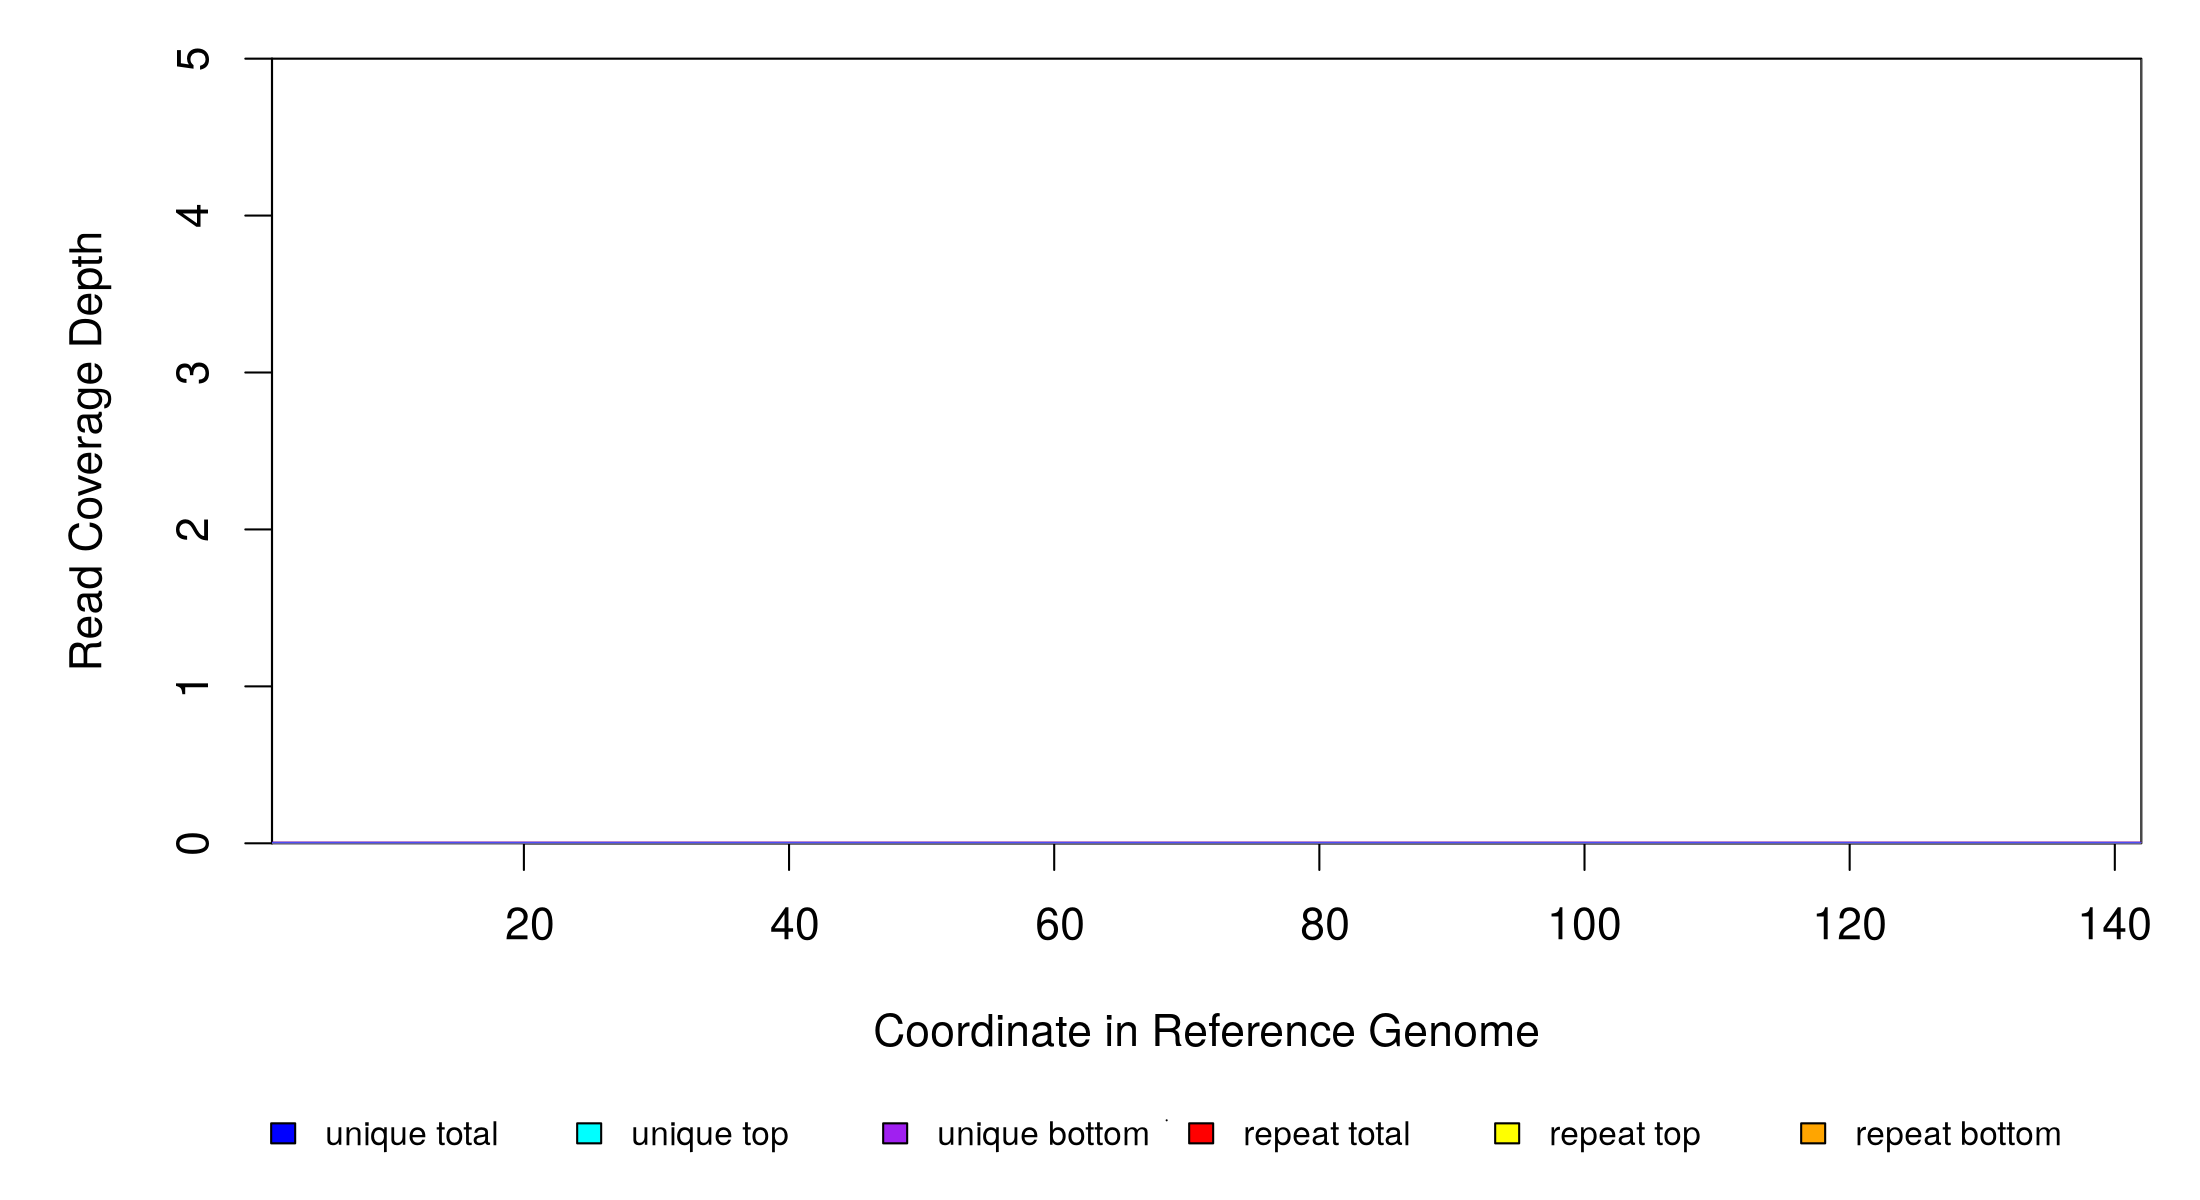 Read Coverage Depth
5
4
3
2
1
0
20 40 60 80 100 120 140
Coordinate in Reference Genome
unique total unique top unique bottom repeat total repeat top repeat bottom